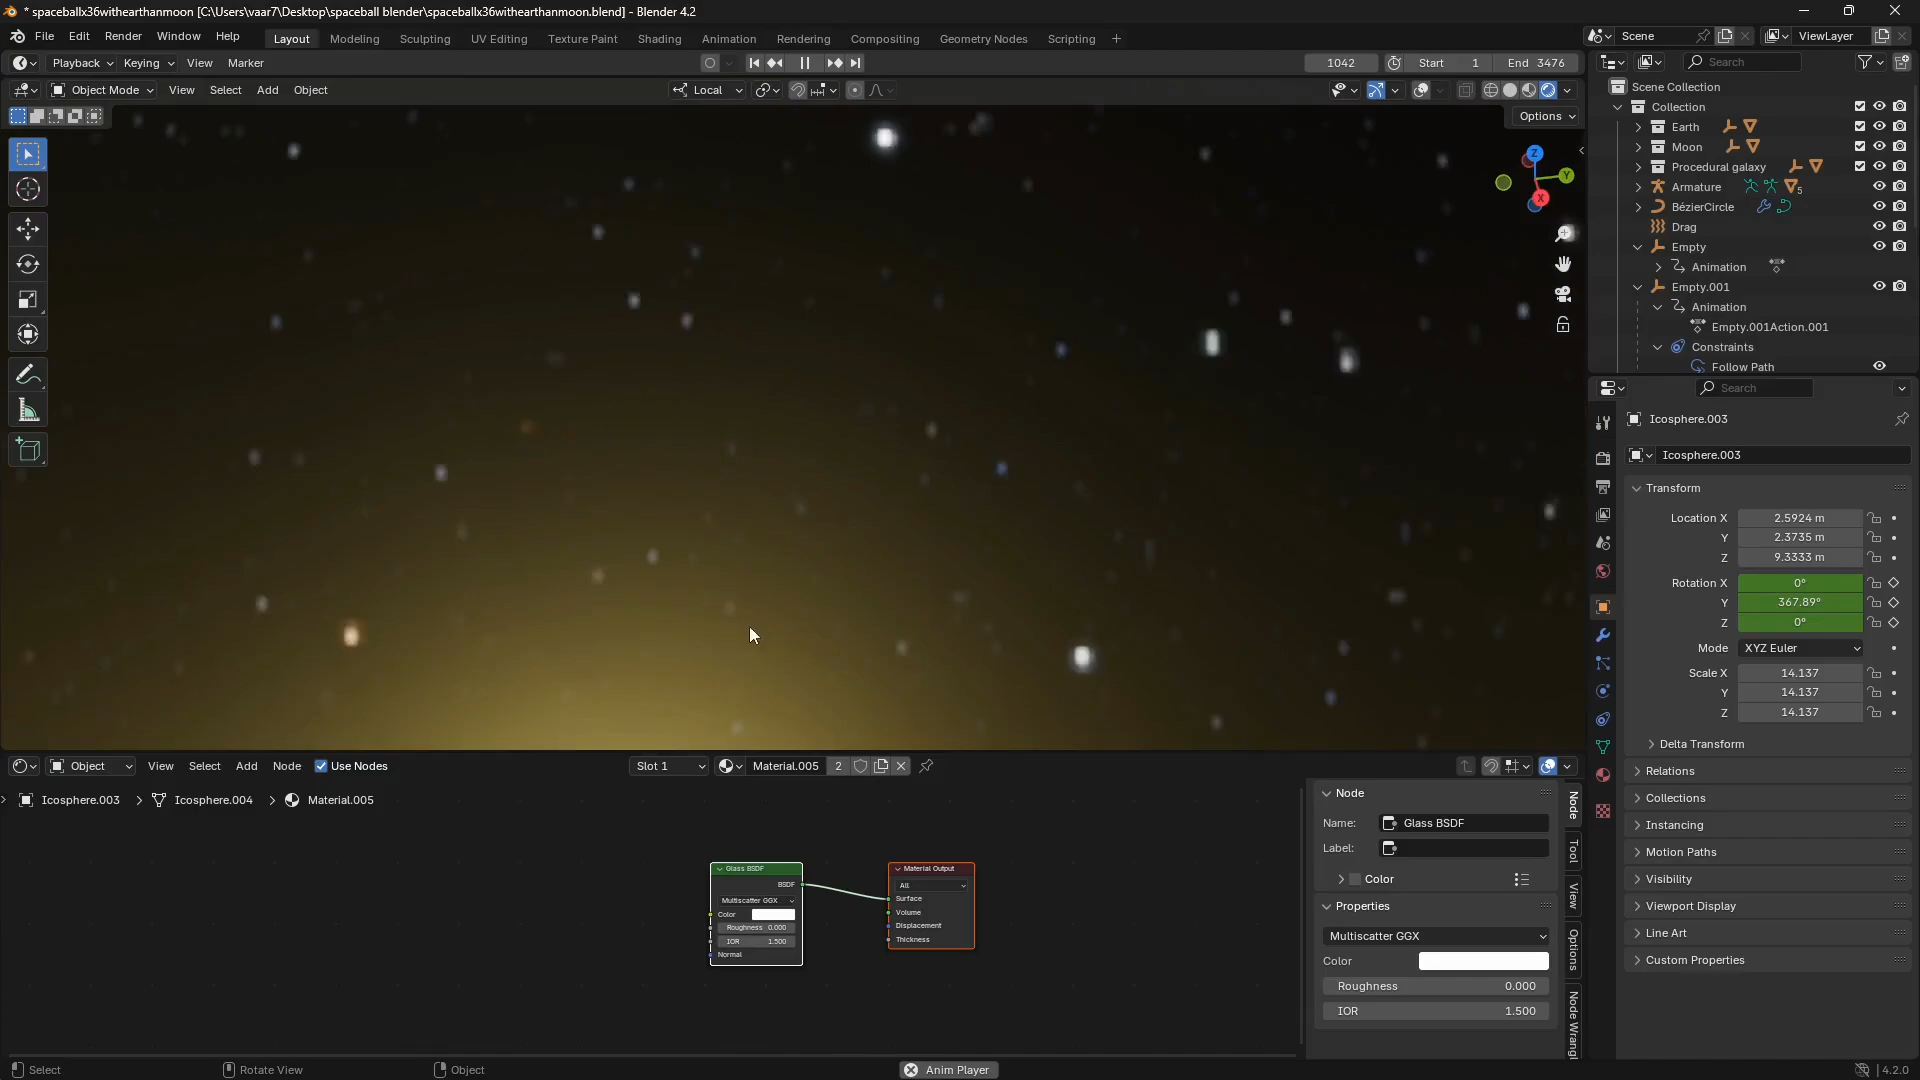 * spaceballx36withearthanmoon [C:\Users\vaar7\Desktop\spaceball blender\spaceballx36withearthanmoon.blend] - Blender 4.2
File Edit Render Window Help Layout Modeling Sculpting UV Editing Texture Paint Shading Animation Rendering Compositing Geometry Nodes Scripting + Scene ViewLayer
Playback Keying View Marker 1042 Start 1 End 3476
Search
Object Mode View Select Add Object Local
Options
Scene Collection
Collection
Earth
Moon
Procedural galaxy
Armature 5
BézierCircle
Drag
Empty
Animation
Empty.001
Animation
Empty.001Action.001
Constraints
Follow Path
Z
Y
X
Search
Icosphere.003
Icosphere.003
Transform
Location X 2.5924 m
Y 2.3735 m
Z 9.3333 m
Rotation X 0°
Y 367.89°
Z 0°
Mode XYZ Euler
Scale X 14.137
Y 14.137
Z 14.137
Delta Transform
Relations
Collections
Instancing
Motion Paths
Visibility
Viewport Display
Line Art
Custom Properties
Object View Select Add Node Use Nodes Slot 1 Material.005 2
Icosphere.003 > Icosphere.004 > Material.005
Glass BSDF
BSDF
Multiscatter GGX
Color
Roughness 0.000
IOR 1.500
Normal
Material Output
All
Surface
Volume
Displacement
Thickness
Node
Name: Glass BSDF
Label:
Color
Properties
Multiscatter GGX
Color
Roughness 0.000
IOR 1.500
Node
Tool
View
Options
Node Wrangl
Select Rotate View Object Anim Player 4.2.0